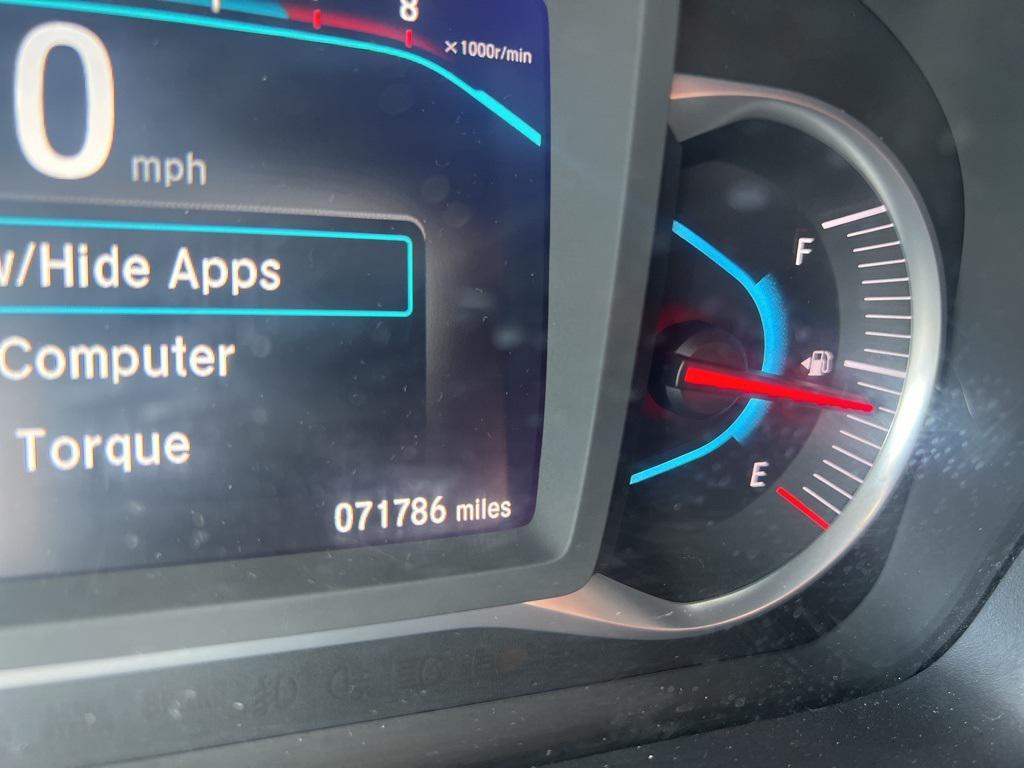 8
×1000r/min
0
mph
w/Hide Apps
Computer
Torque
071786 miles
F
E